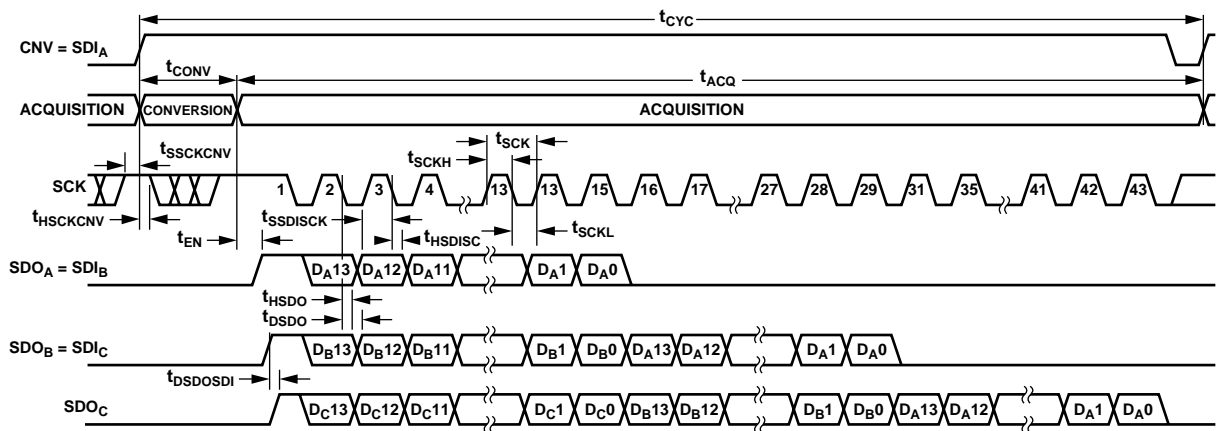 tCYC
CNV = SDIA
tCONV
tACQ
ACQUISITION CONVERSION ACQUISITION
tSCK
tSSCKCNV
tSCKH
SCK 1 2 3 4 13 13 15 16 17 27 28 29 31 35 41 42 43
tHSCKCNV
tSSDISCK
tHSDISC
tSCKL
tEN
SDOA = SDIB DA13 DA12 DA11 DA1 DA0
tHSDO
tDSDO
SDOB = SDIC DB13 DB12 DB11 DB1 DB0 DA13 DA12 DA1 DA0
tDSDOSDI
SDOC DC13 DC12 DC11 DC1 DC0 DB13 DB12 DB1 DB0 DA13 DA12 DA1 DA0